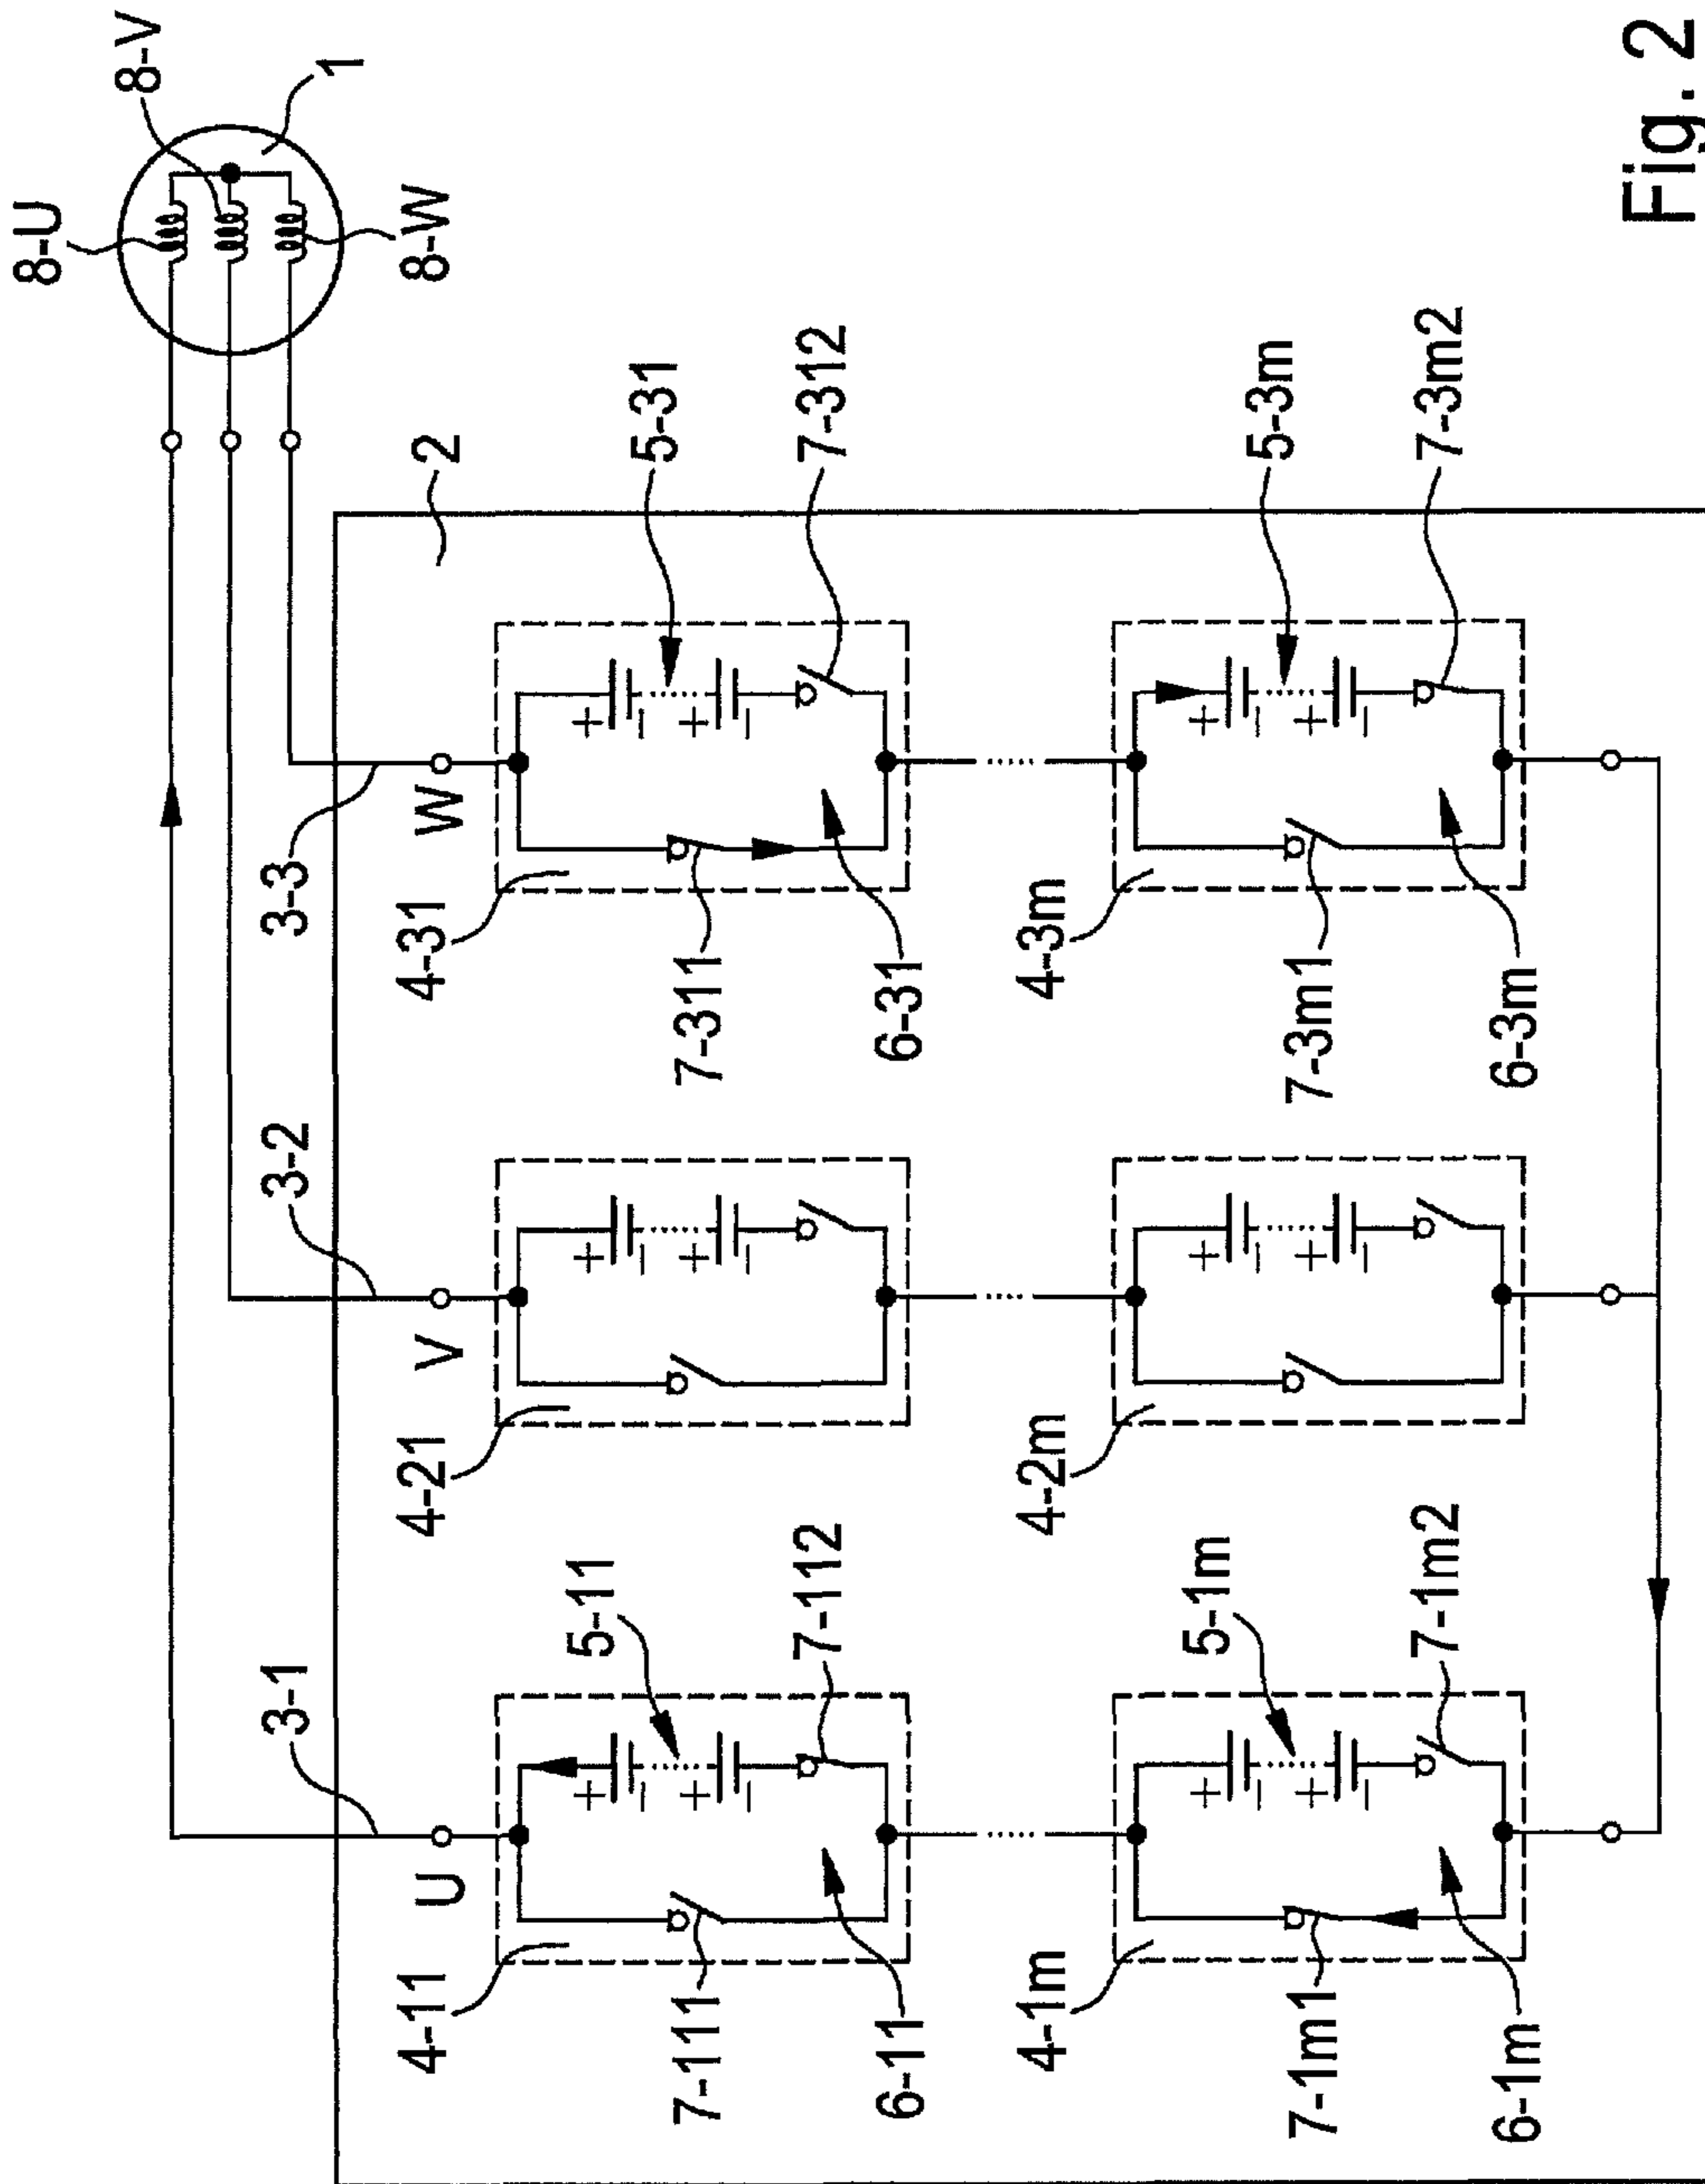 8-U
8-V
1
8-W
2
3-1
3-2
3-3
U
V
W
4-11
5-11
7-111
7-112
6-11
4-21
4-31
5-31
7-311
7-312
6-31
4-1m
5-1m
7-1m1
7-1m2
6-1m
4-2m
4-3m
5-3m
7-3m1
7-3m2
6-3m
+ −
+ −
+ −
+ −
+ −
+ −
+ −
+ −
+ −
+ −
+ −
+ −
Fig. 2